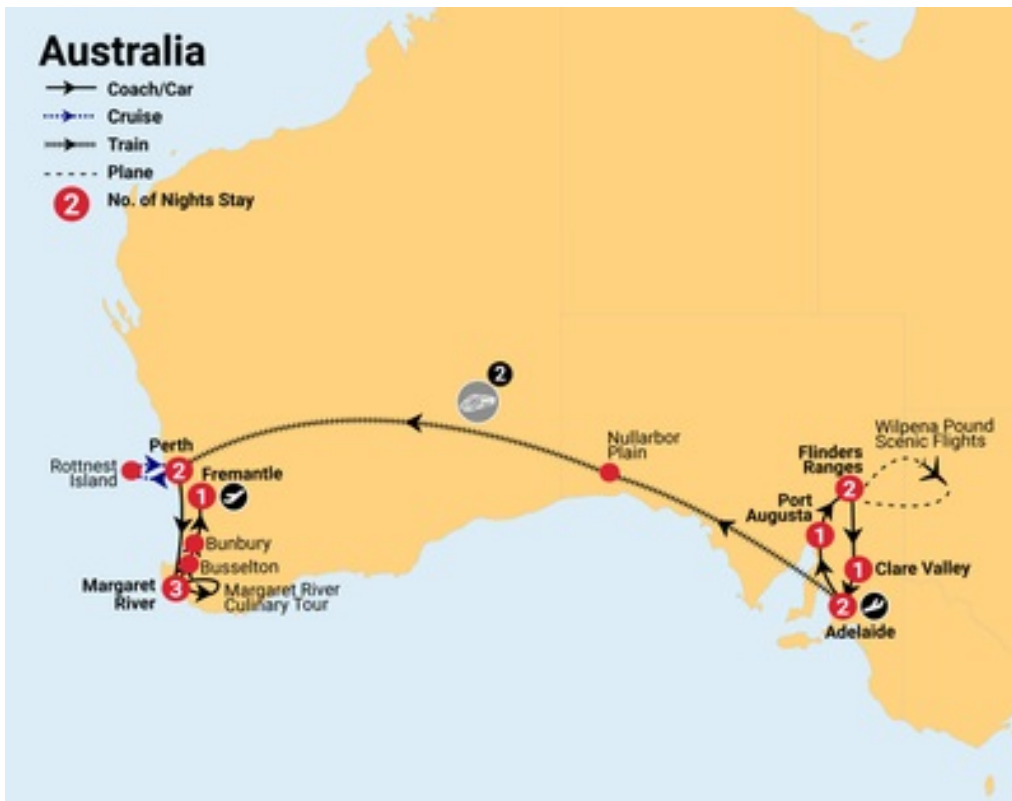 Australia
Coach/Car
Cruise
Train
Plane
2 No. of Nights Stay
2
Nullarbor
Plain
Wilpena Pound
Scenic Flights
Flinders
Ranges
2
Port
Augusta
1
1 Clare Valley
2
Adelaide
Perth
2
Rottnest
Island
Fremantle
1
Bunbury
Busselton
Margaret
River
3
Margaret River
Culinary Tour